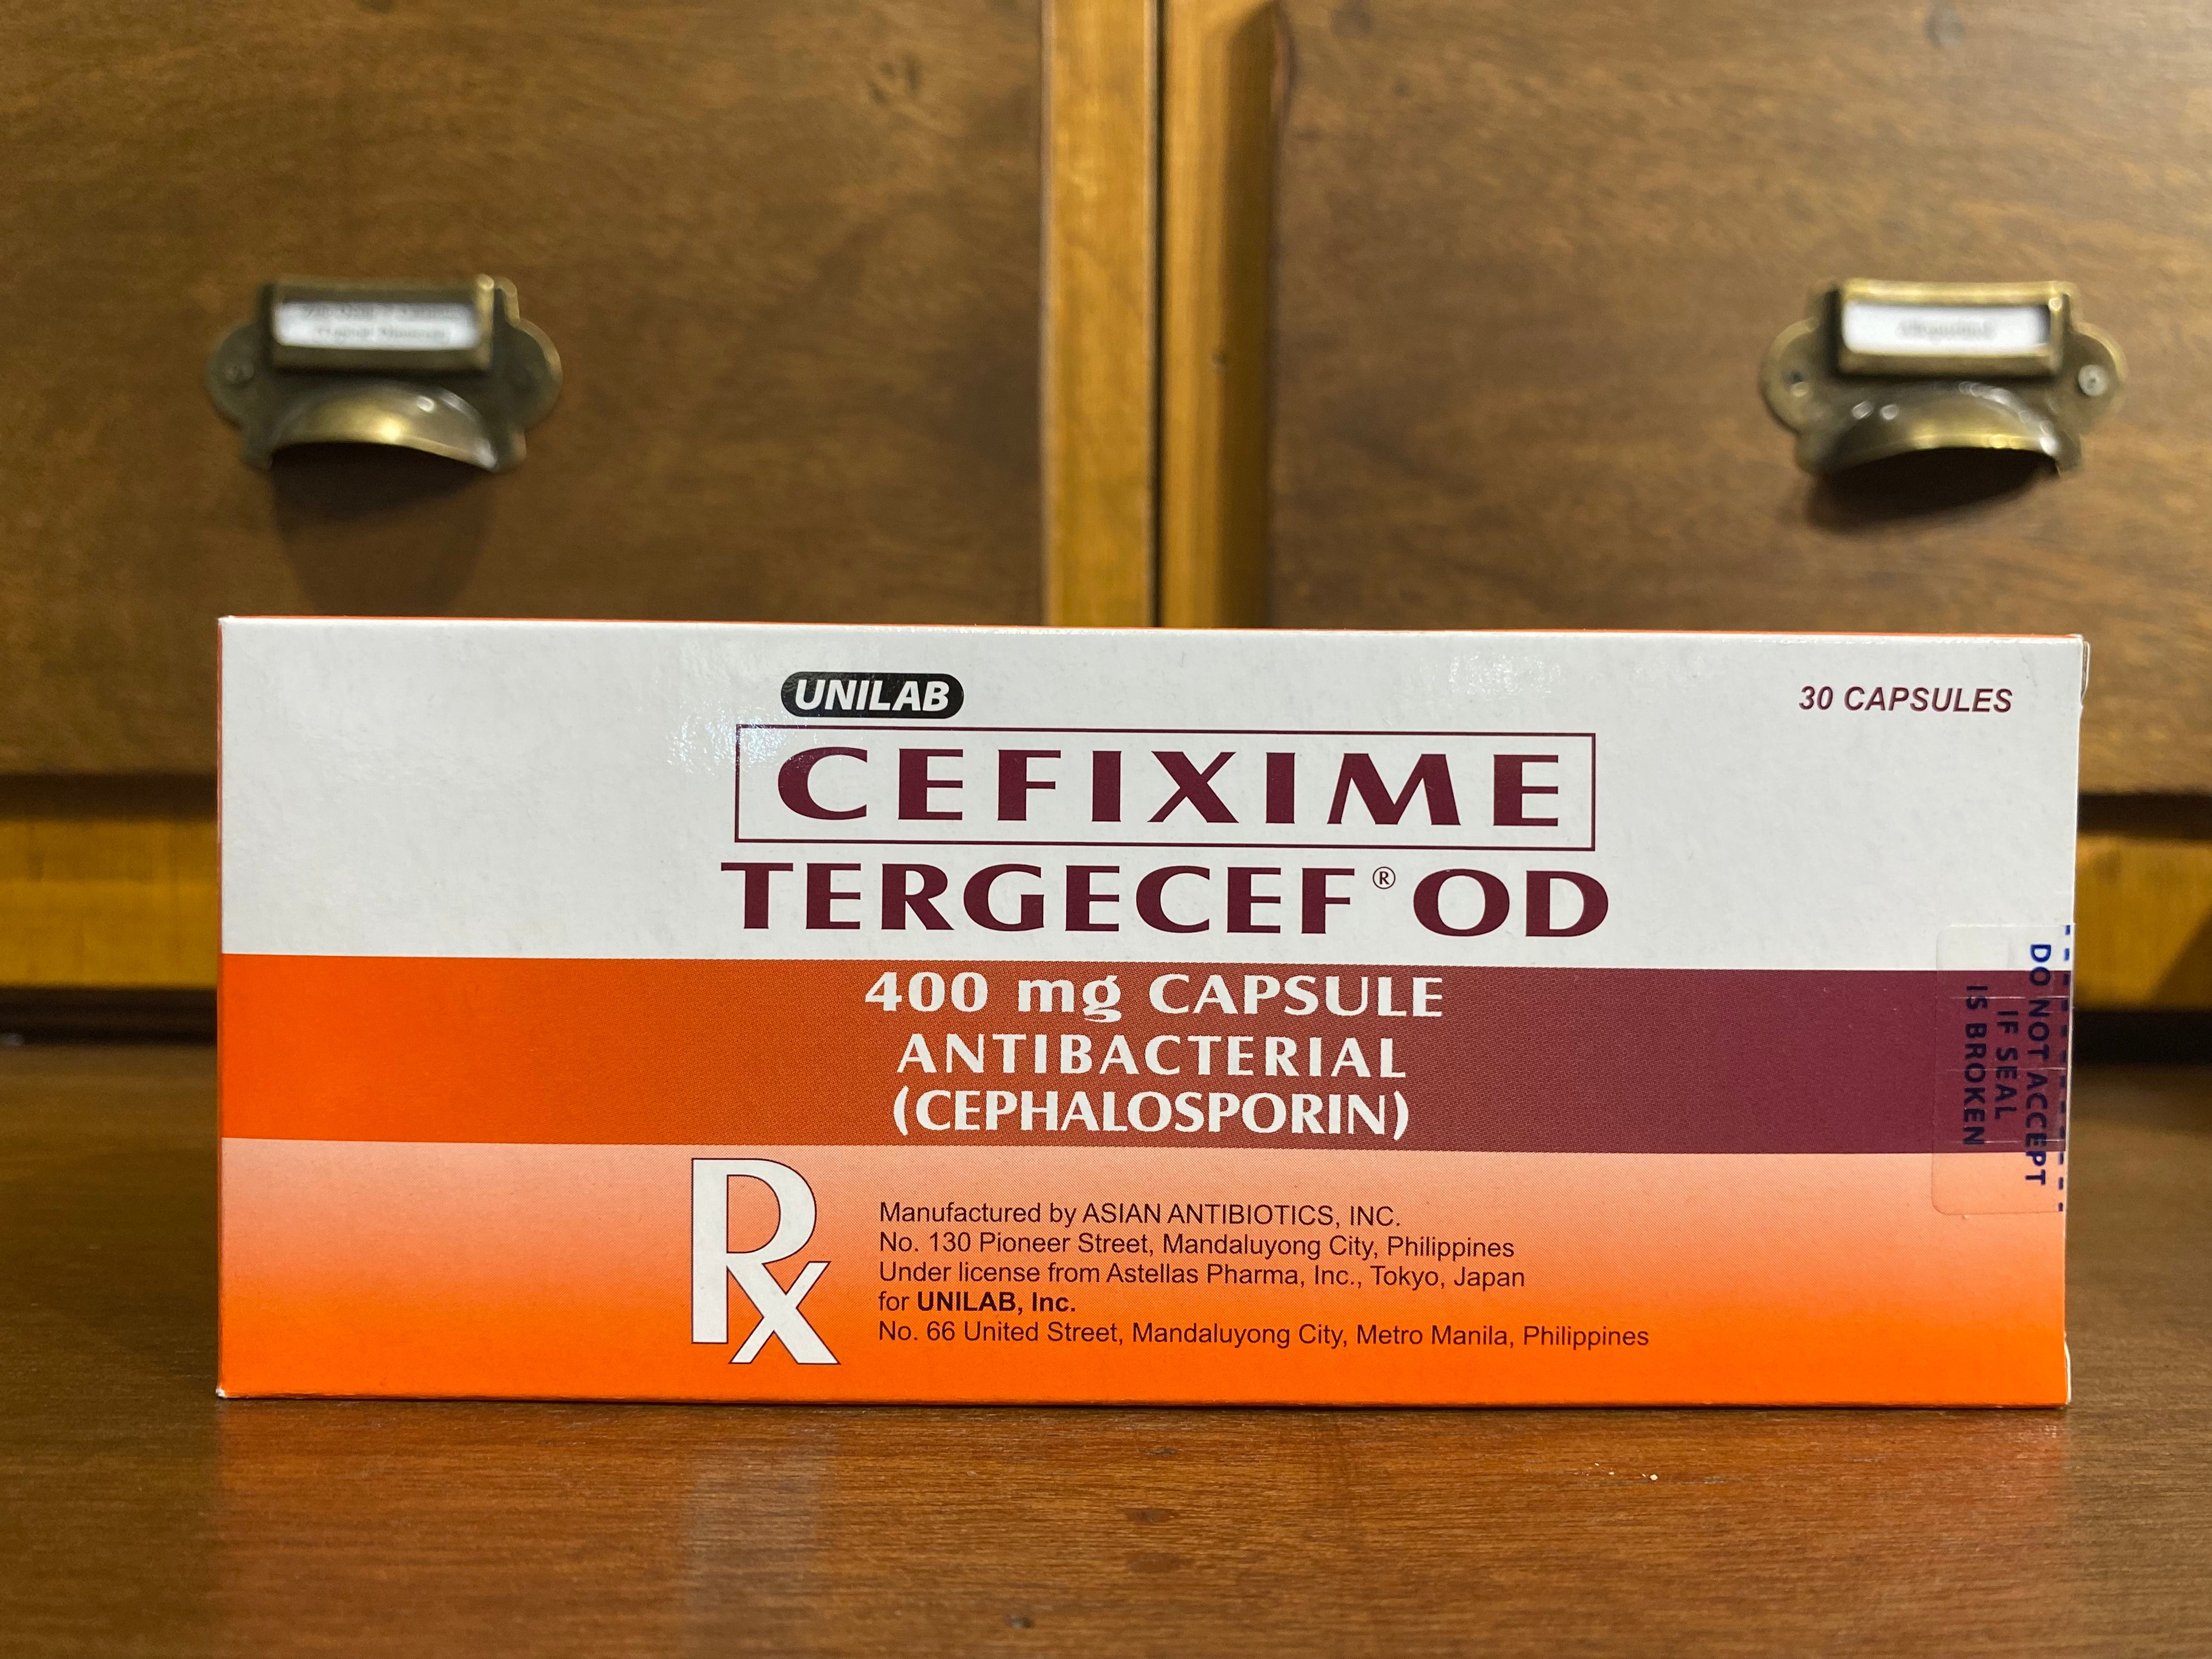 UNILAB
30 CAPSULES
CEFIXIME
TERGECEF® OD
400 mg CAPSULE
ANTIBACTERIAL
(CEPHALOSPORIN)
DO NOT ACCEPT
IF SEAL
IS BROKEN
Rx
Manufactured by ASIAN ANTIBIOTICS, INC.
No. 130 Pioneer Street, Mandaluyong City, Philippines
Under license from Astellas Pharma, Inc., Tokyo, Japan
for UNILAB, Inc.
No. 66 United Street, Mandaluyong City, Metro Manila, Philippines